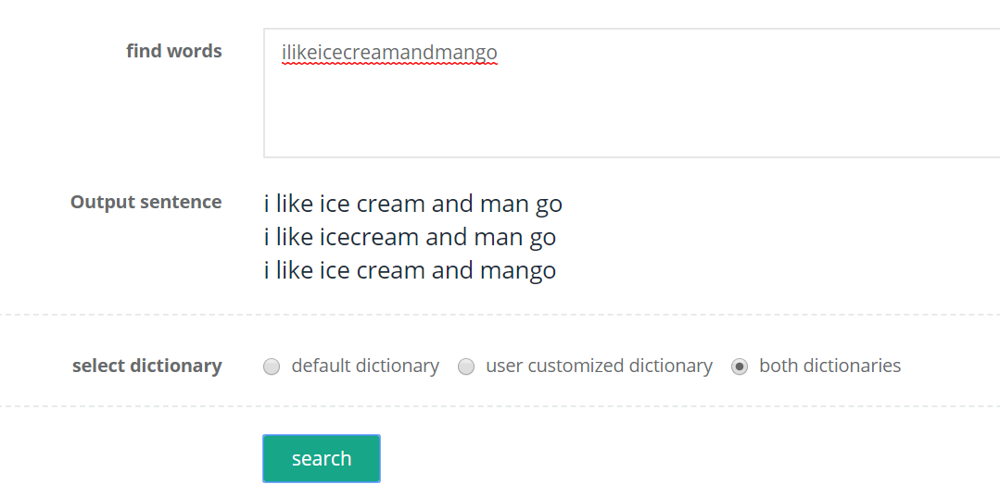 find words
ilikeicecreamandmango
Output sentence
i like ice cream and man go
i like icecream and man go
i like ice cream and mango
select dictionary
default dictionary user customized dictionary both dictionaries
search